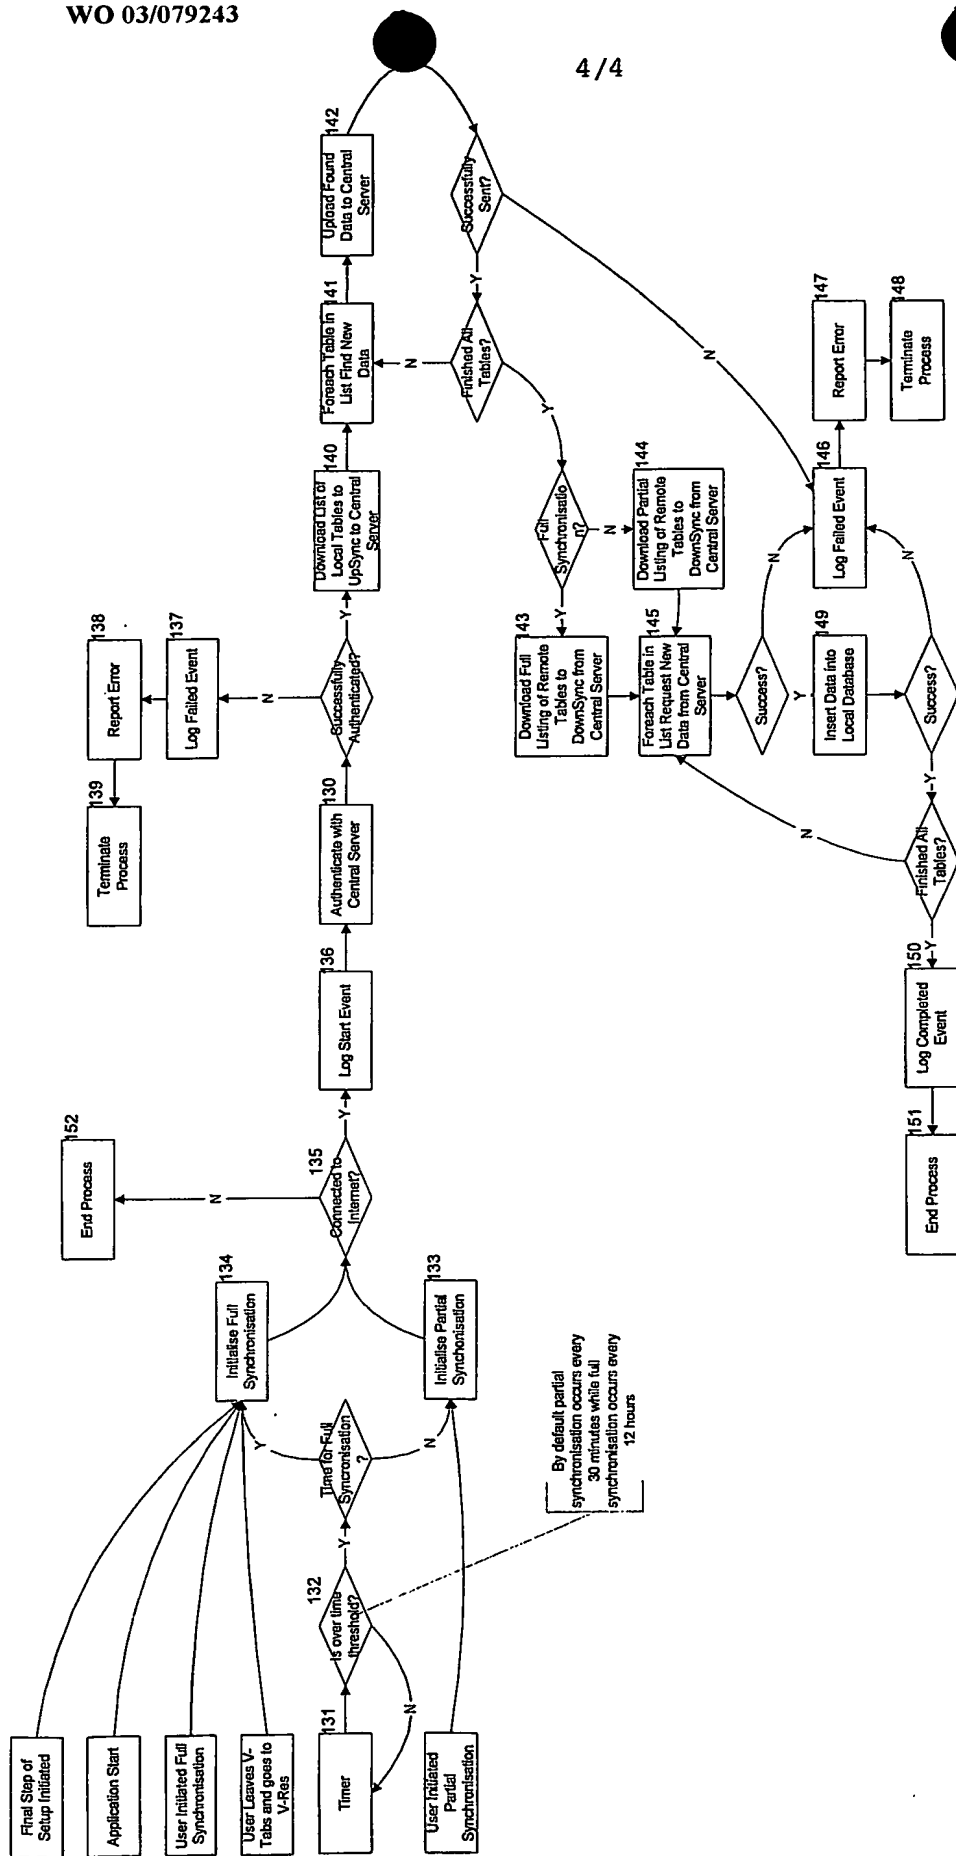 WO 03/079243
4/4
Final Step of
Setup Initiated
Application Start
User Initiated Full
Synchronisation
User Leaves V-
Tabs and goes to
V-Res
131
Timer
User Initiated
Partial
Synchronisation
132
Is over time
threshold?
N
Y
By default partial
synchronisation occurs every
30 minutes while full
synchronisation occurs every
12 hours
Time for Full
Syncronisation
?
Y
N
134
Initialise Full
Synchronisation
133
Initialise Partial
Synchonisation
135
Connected to
Internet?
N
Y
152
End Process
136
Log Start Event
130
Authenticate with
Central Server
Successfully
Authenticated?
N
Y
137
Log Failed Event
138
Report Error
139
Terminate
Process
140
Download List of
Local Tables to
UpSync to Central
Server
141
Foreach Table in
List Find New
Data
142
Upload Found
Data to Central
Server
Successfully
Sent?
Y
N
Finished All
Tables?
N
Y
Full
Synchronisatio
n?
N
Y
143
Download Full
Listing of Remote
Tables to
DownSync from
Central Server
144
Download Partial
Listing of Remote
Tables to
DownSync from
Central Server
145
Foreach Table in
List Request New
Data from Central
Server
Success?
N
Y
146
Log Failed Event
147
Report Error
148
Terminate
Process
149
Insert Data into
Local Database
Success?
N
Y
Finished All
Tables?
N
Y
150
Log Completed
Event
151
End Process